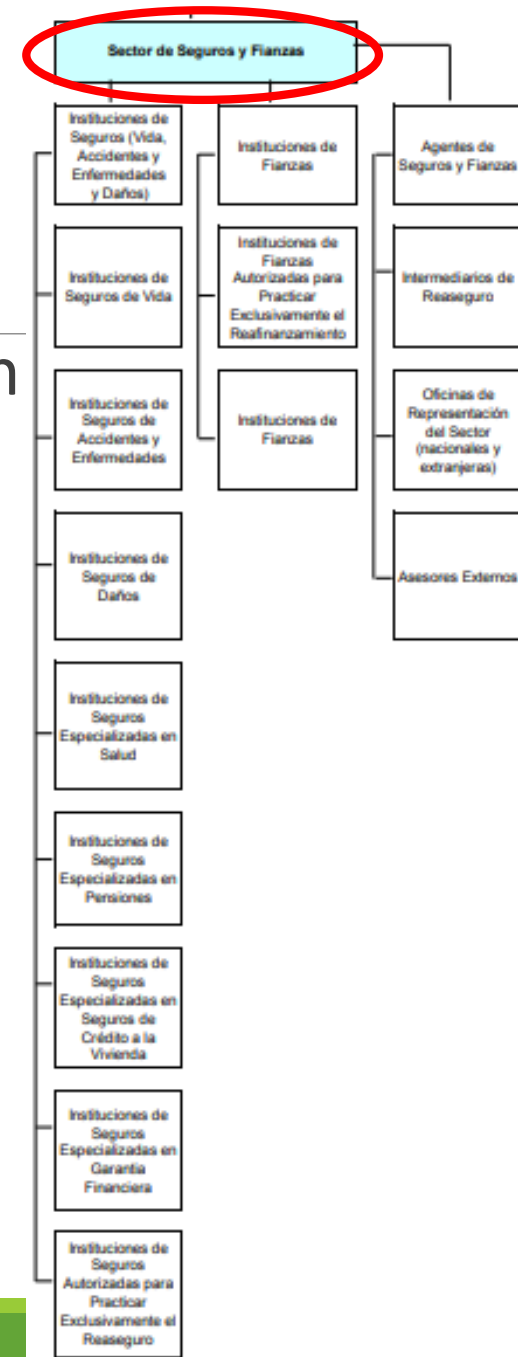 Sector de Seguros y Fianzas
Instituciones de
Seguros (Vida,
Accidentes y
Enfermedades
y Daños)
Instituciones de
Seguros de Vida
Instituciones de
Seguros de
Accidentes y
Enfermedades
Instituciones de
Seguros de
Daños
Instituciones de
Seguros
Especializadas en
Salud
Instituciones de
Seguros
Especializadas en
Pensiones
Instituciones de
Seguros
Especializadas en
Seguros de
Crédito a la
Vivienda
Instituciones de
Seguros
Especializadas en
Garantía
Financiera
Instituciones de
Seguros
Autorizadas para
Practicar
Exclusivamente el
Reaseguro
Instituciones de
Fianzas
Instituciones de
Fianzas
Autorizadas para
Practicar
Exclusivamente el
Reafinanzamiento
Instituciones de
Fianzas
Agentes de
Seguros y Fianzas
Intermediarios de
Reaseguro
Oficinas de
Representación
del Sector
(nacionales y
extranjeras)
Asesores Externos